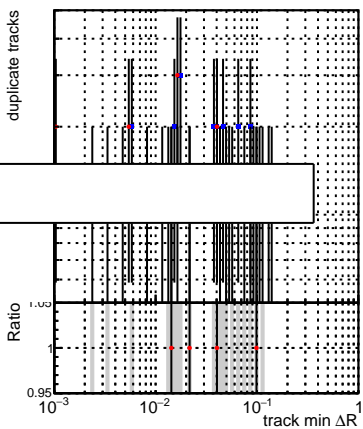 duplicate tracks
Ratio
1.05
1
0.95
10⁻³ 10⁻² 10⁻¹ 1
track min ΔR